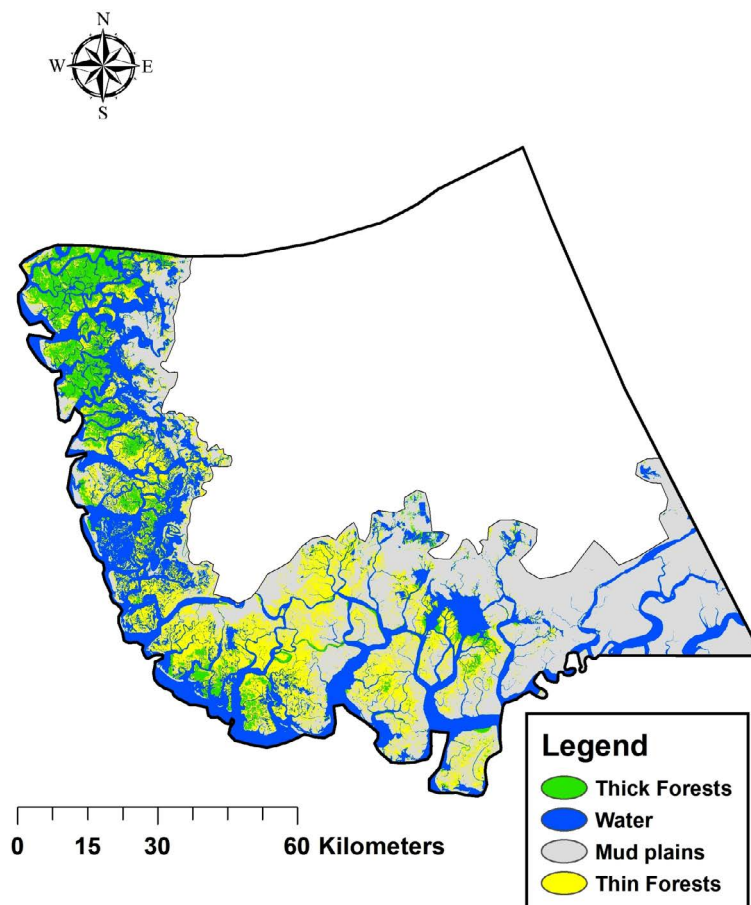 N
W E
S
0 15 30 60 Kilometers
Legend
Thick Forests
Water
Mud plains
Thin Forests